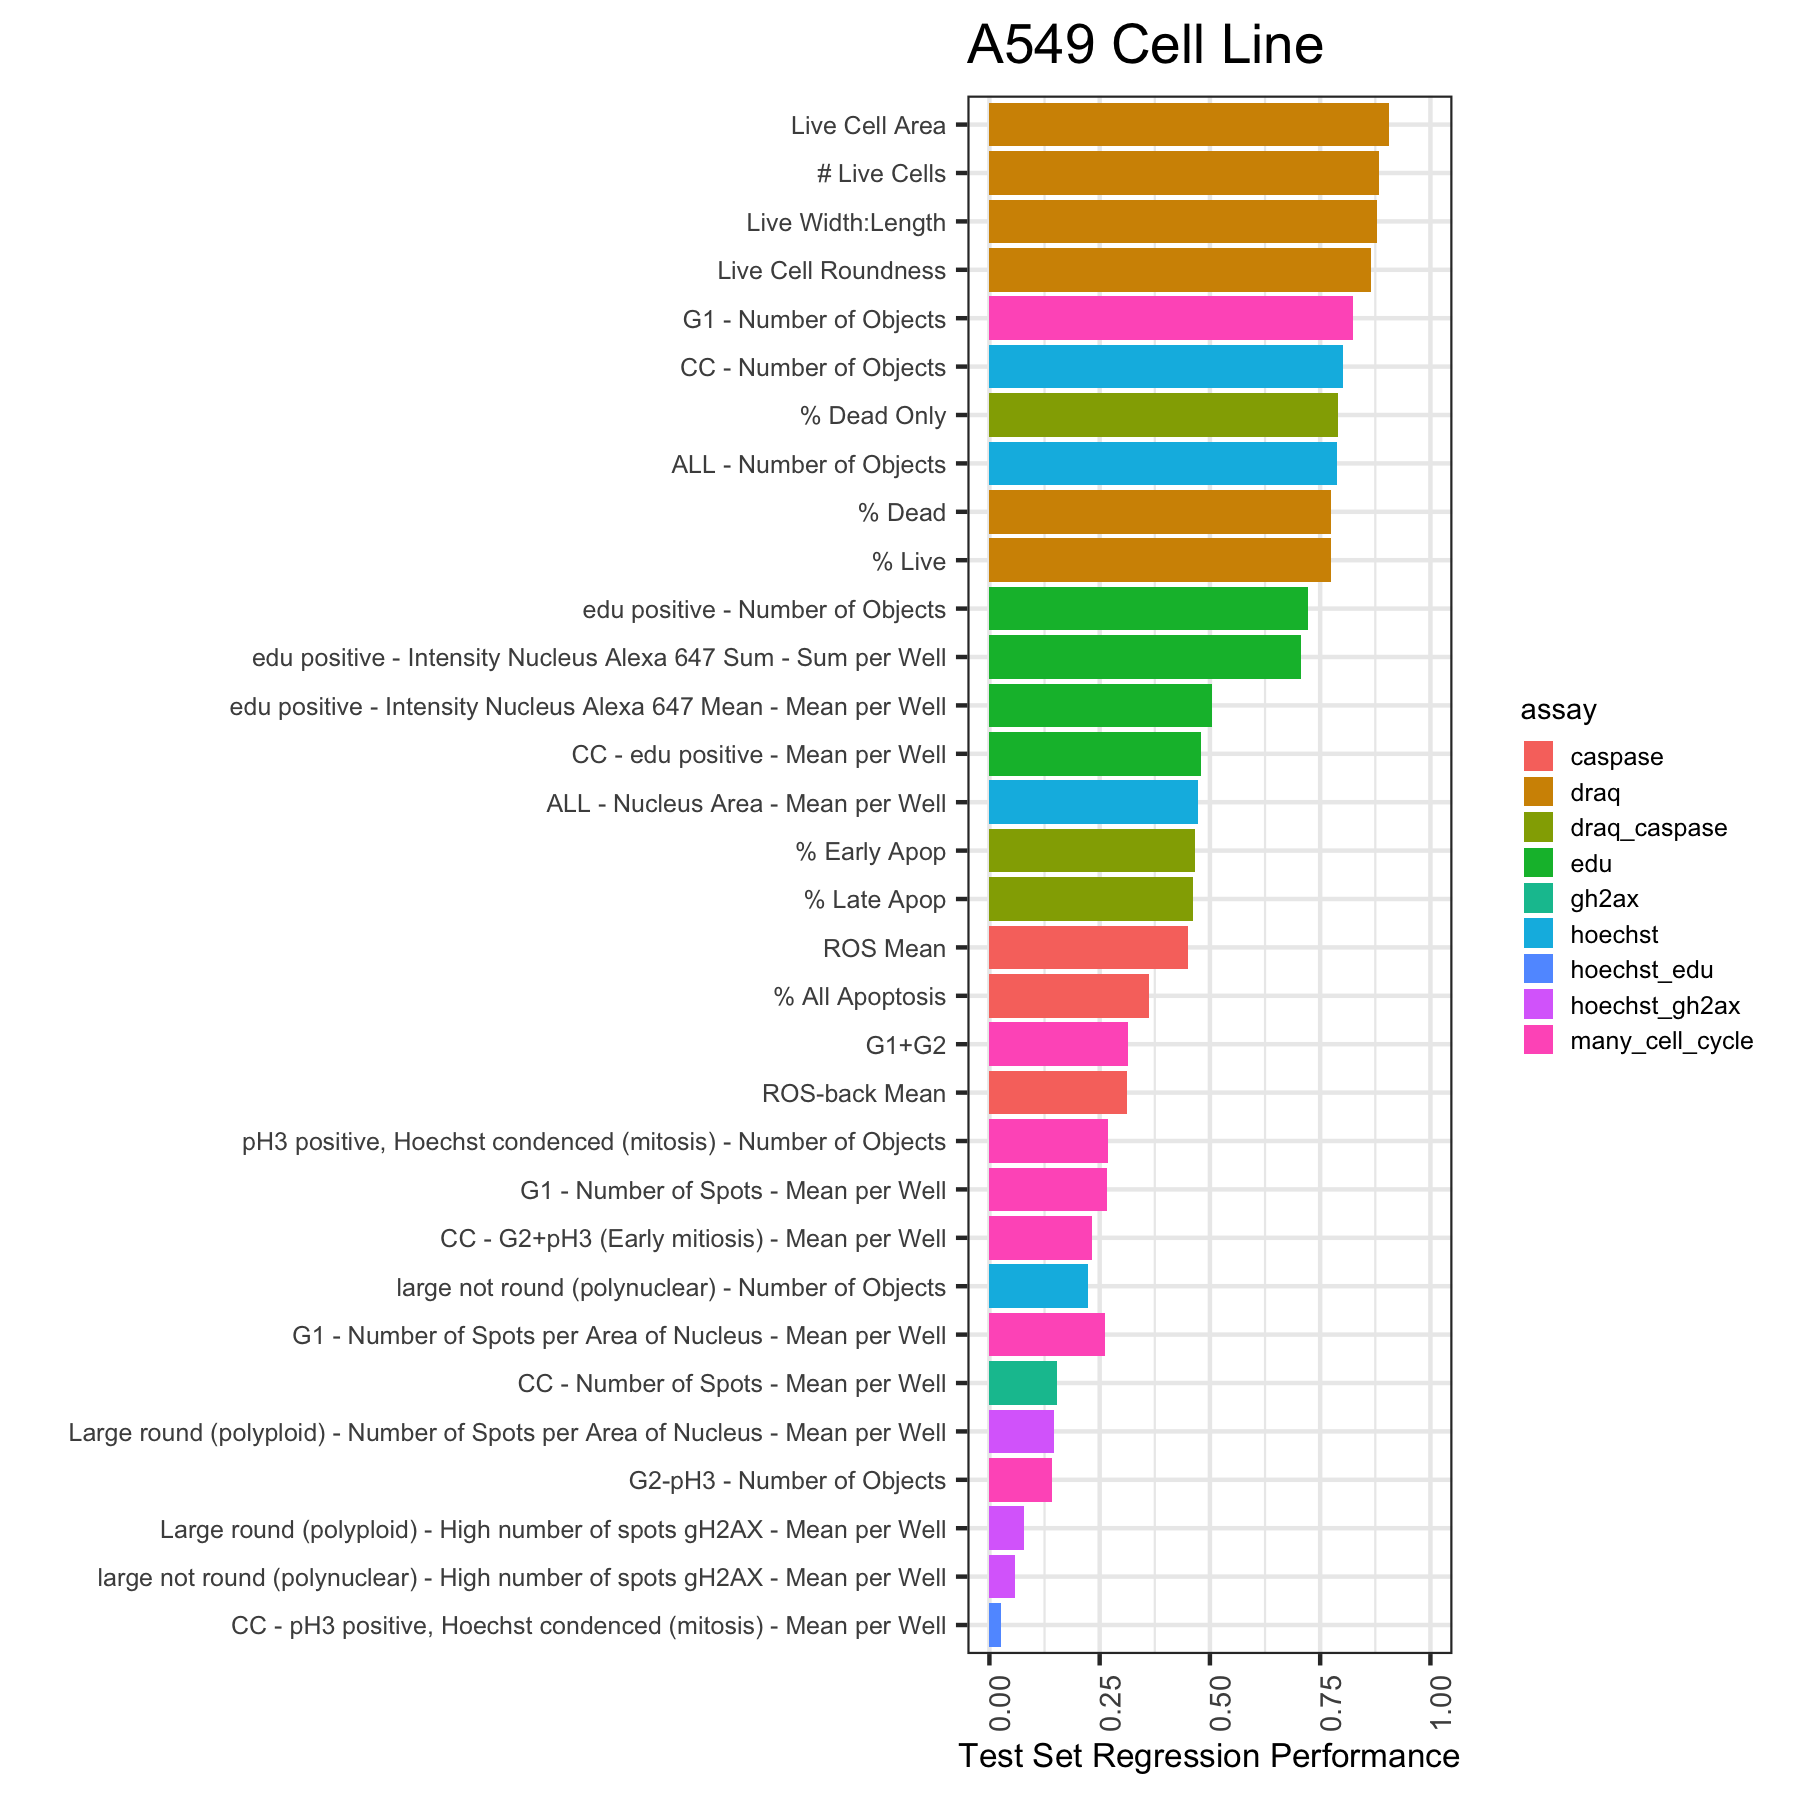 A549 Cell Line
Live Cell Area
# Live Cells
Live Width:Length
Live Cell Roundness
G1 - Number of Objects
CC - Number of Objects
% Dead Only
ALL - Number of Objects
% Dead
% Live
edu positive - Number of Objects
edu positive - Intensity Nucleus Alexa 647 Sum - Sum per Well
edu positive - Intensity Nucleus Alexa 647 Mean - Mean per Well
CC - edu positive - Mean per Well
ALL - Nucleus Area - Mean per Well
% Early Apop
% Late Apop
ROS Mean
% All Apoptosis
G1+G2
ROS-back Mean
pH3 positive, Hoechst condenced (mitosis) - Number of Objects
G1 - Number of Spots - Mean per Well
CC - G2+pH3 (Early mitiosis) - Mean per Well
large not round (polynuclear) - Number of Objects
G1 - Number of Spots per Area of Nucleus - Mean per Well
CC - Number of Spots - Mean per Well
Large round (polyploid) - Number of Spots per Area of Nucleus - Mean per Well
G2-pH3 - Number of Objects
Large round (polyploid) - High number of spots gH2AX - Mean per Well
large not round (polynuclear) - High number of spots gH2AX - Mean per Well
CC - pH3 positive, Hoechst condenced (mitosis) - Mean per Well
0.00
0.25
0.50
0.75
1.00
Test Set Regression Performance
assay
caspase
draq
draq_caspase
edu
gh2ax
hoechst
hoechst_edu
hoechst_gh2ax
many_cell_cycle